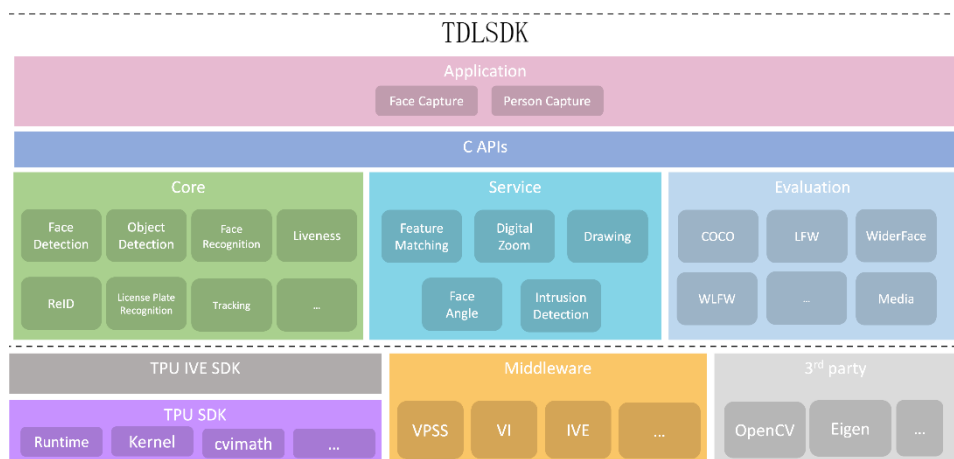 TDLSDK
Application
Face Capture
Person Capture
C APIs
Core
Face
Detection
Object
Detection
Face
Recognition
Liveness
ReID
License Plate
Recognition
Tracking
...
Service
Feature
Matching
Digital
Zoom
Drawing
Face
Angle
Intrusion
Detection
Evaluation
COCO
LFW
WiderFace
WLFW
...
Media
TPU IVE SDK
TPU SDK
Runtime
Kernel
cvimath
...
Middleware
VPSS
VI
IVE
...
3rd party
OpenCV
Eigen
...